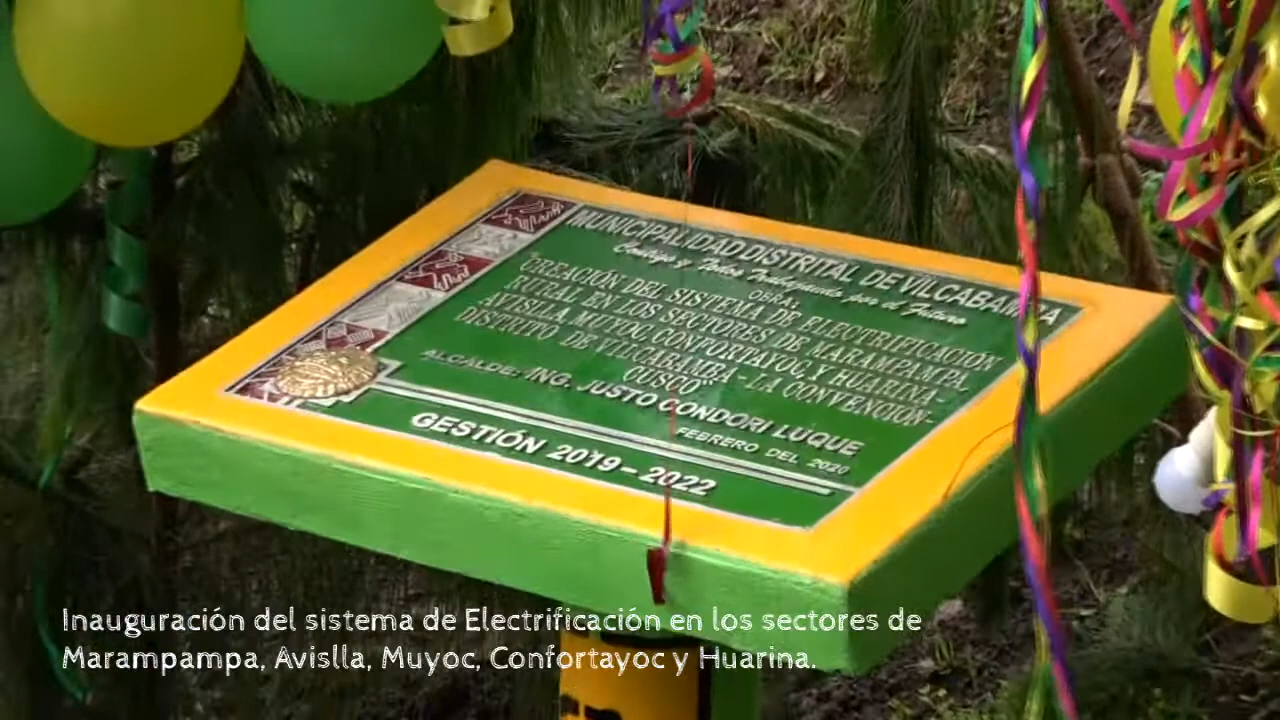 MUNICIPALIDAD DISTRITAL DE VILCABAMBA
Contigo y Todos Trabajando por el Futuro
OBRA:
"CREACIÓN DEL SISTEMA DE ELECTRIFICACIÓN
RURAL EN LOS SECTORES DE MARAMPAMPA,
AVISLLA, MUYOC, CONFORTAYOC, Y HUARINA-
DISTRITO DE VILCABAMBA - LA CONVENCIÓN-
CUSCO"
ALCALDE: ING. JUSTO CONDORI LUQUE
FEBRERO DEL 2020
GESTIÓN 2019 - 2022
Inauguración del sistema de Electrificación en los sectores de
Marampampa, Avislla, Muyoc, Confortayoc y Huarina.